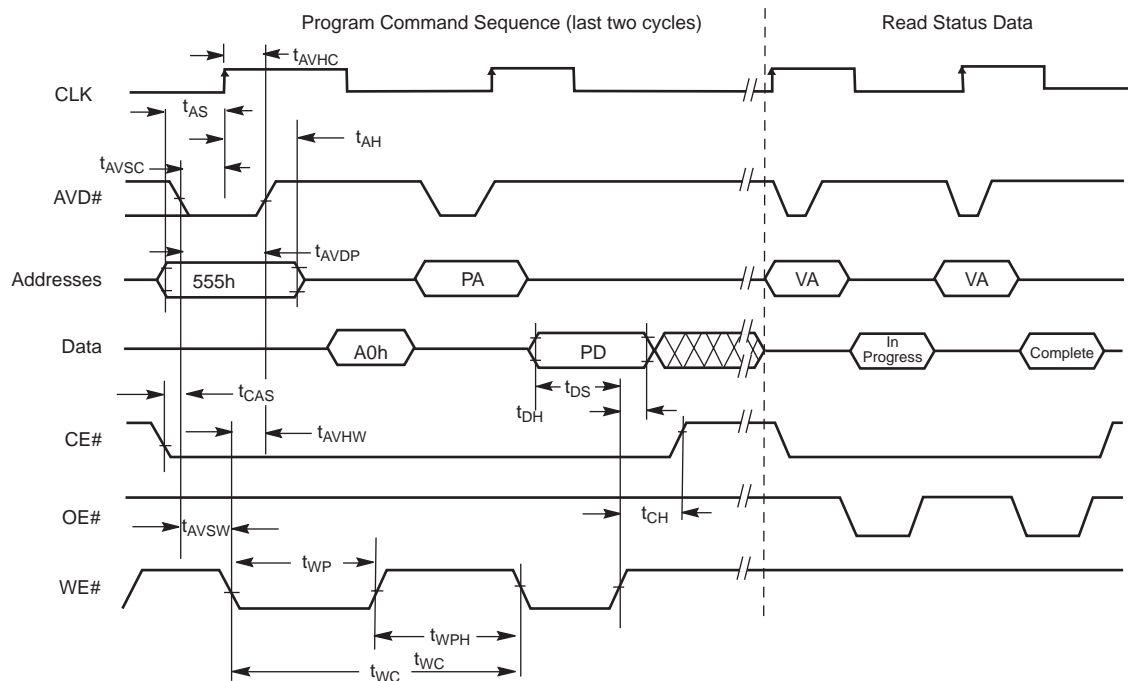 Program Command Sequence (last two cycles)
Read Status Data
tAVHC
CLK
tAS
tAH
tAVSC
AVD#
tAVDP
Addresses
555h
PA
VA
VA
Data
A0h
PD
In
Progress
Complete
tCAS
tDS
tDH
CE#
tAVHW
OE#
tCH
tAVSW
tWP
WE#
tWPH
tWC
tWC